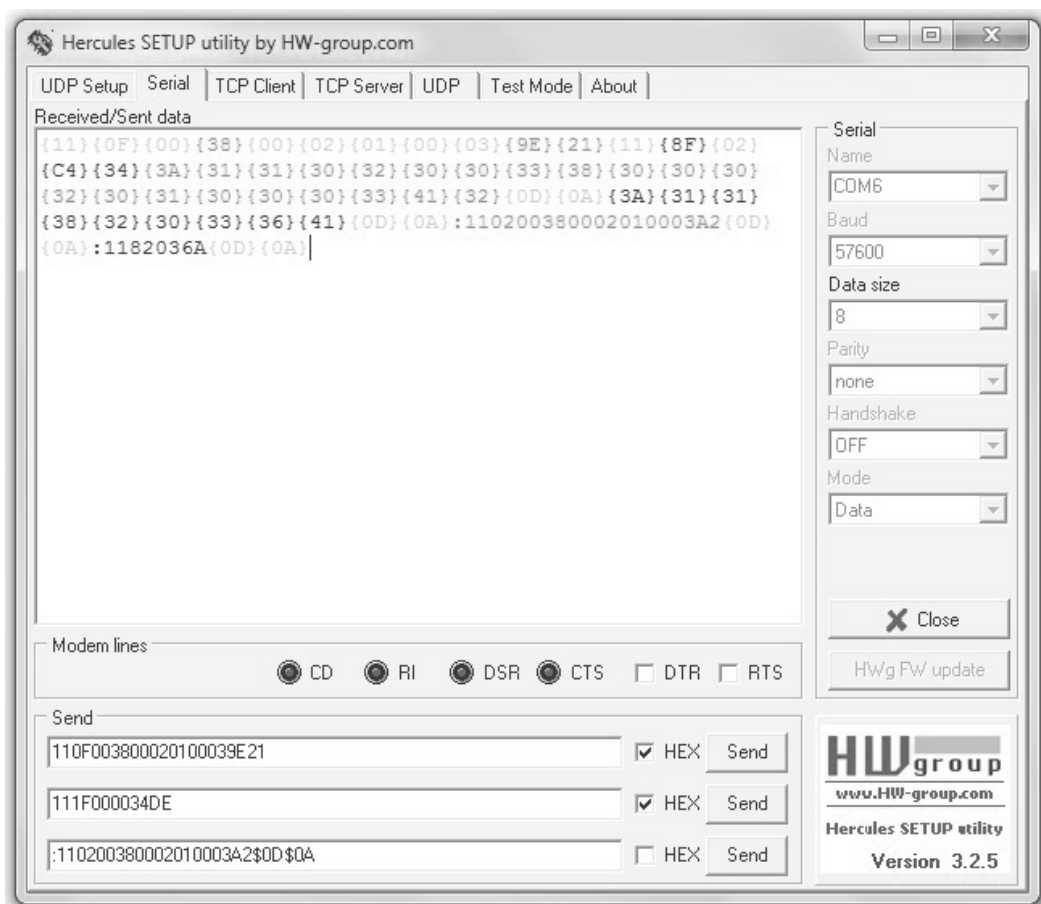 Hercules SETUP utility by HW-group.com
UDP Setup Serial TCP Client TCP Server UDP Test Mode About
Received/Sent data
{11}{0F}{00}{38}{00}{02}{01}{00}{03}{9E}{21}{11}{8F}{02}
{C4}{34}{3A}{31}{31}{30}{32}{30}{30}{33}{38}{30}{30}{30}
{32}{30}{31}{30}{30}{30}{33}{41}{32}{0D}{0A}{3A}{31}{31}
{38}{32}{30}{33}{36}{41}{0D}{0A}:110200380002010003A2{0D}
{0A}:1182036A{0D}{0A}
Serial
Name
COM6
Baud
57600
Data size
8
Parity
none
Handshake
OFF
Mode
Data
Close
HWg FW update
Modem lines
CD RI DSR CTS DTR RTS
Send
110F003800020100039E21 HEX Send
111F000034DE HEX Send
:110200380002010003A2$0D$0A HEX Send
HW group
www.HW-group.com
Hercules SETUP utility
Version 3.2.5